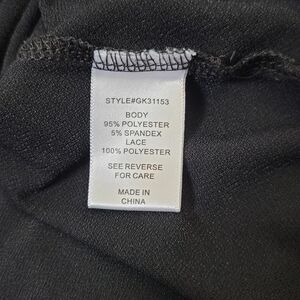 STYLE#GK31153
BODY
95% POLYESTER
5% SPANDEX
LACE
100% POLYESTER
SEE REVERSE
FOR CARE
MADE IN
CHINA